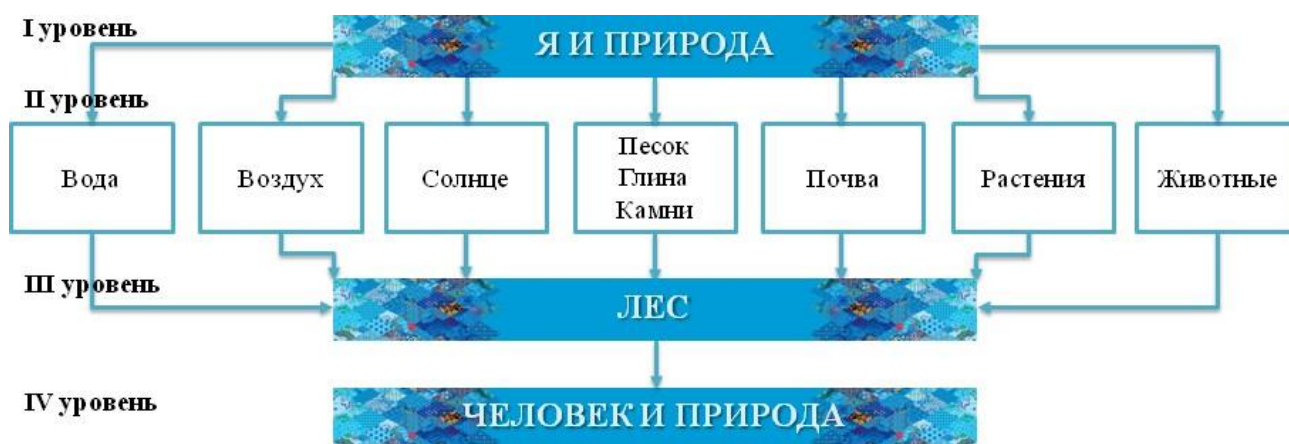 I уровень
Я И ПРИРОДА
II уровень
Вода
Воздух
Солнце
Песок
Глина
Камни
Почва
Растения
Животные
III уровень
ЛЕС
IV уровень
ЧЕЛОВЕК И ПРИРОДА